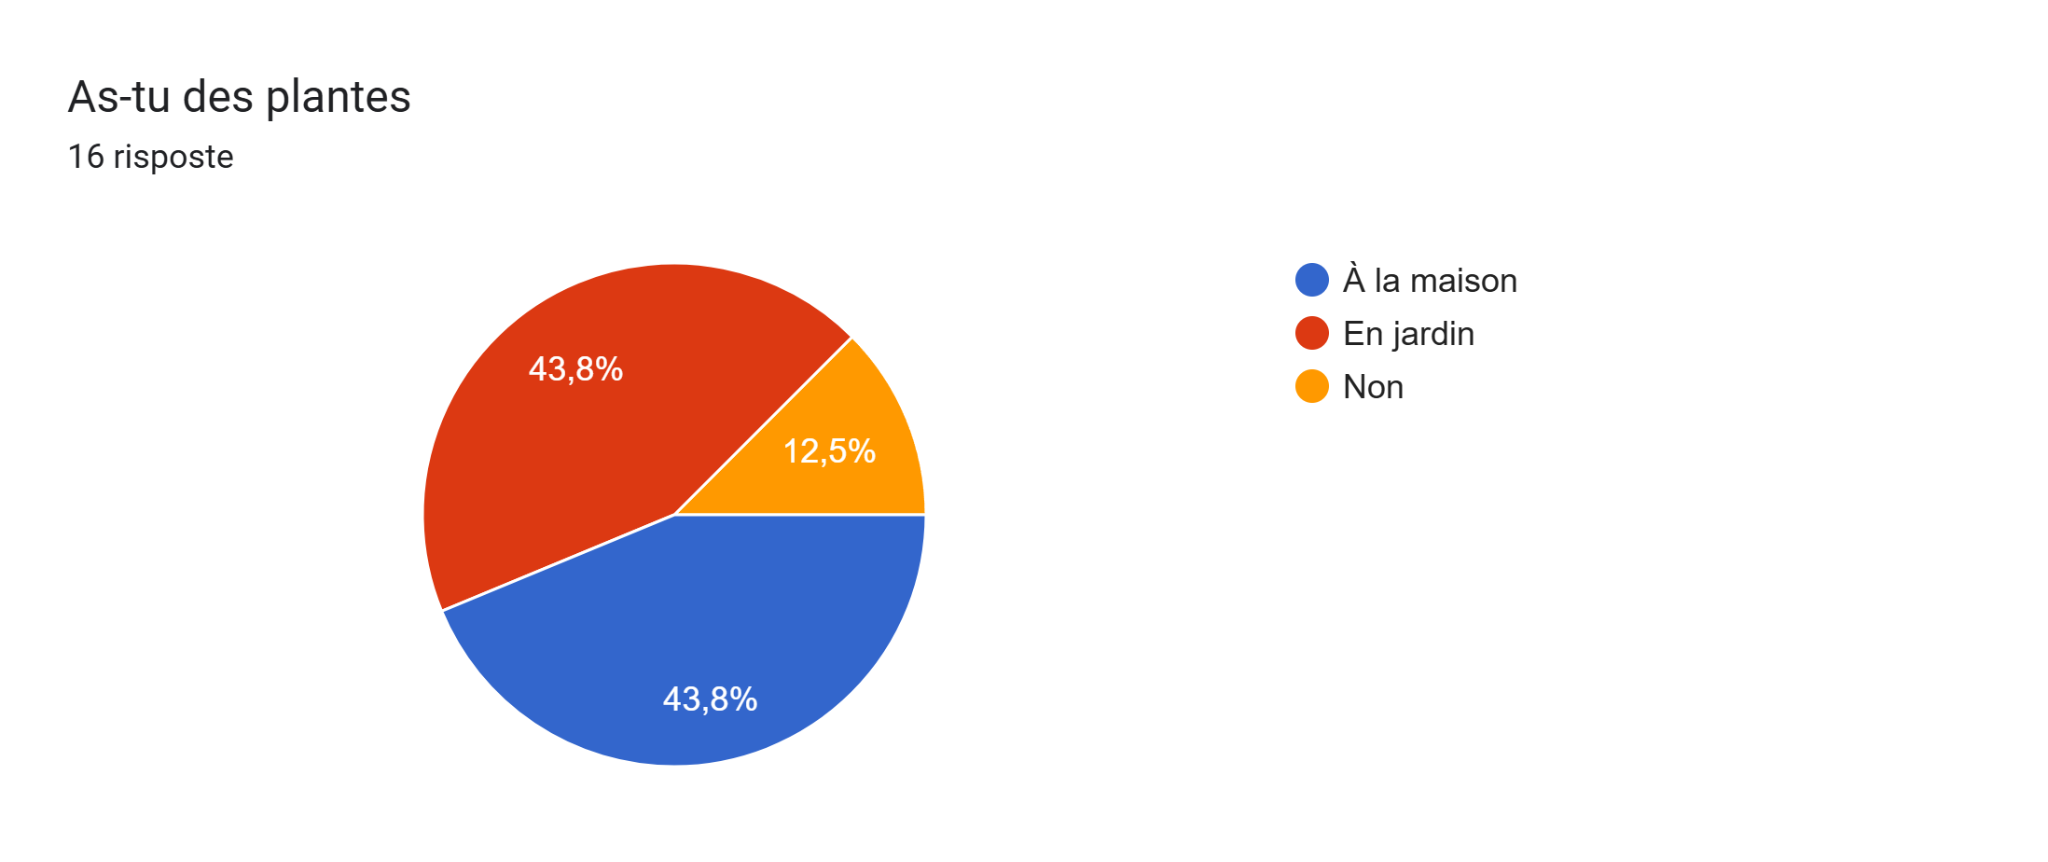 As-tu des plantes
16 risposte
À la maison
En jardin
Non
43,8%
12,5%
43,8%